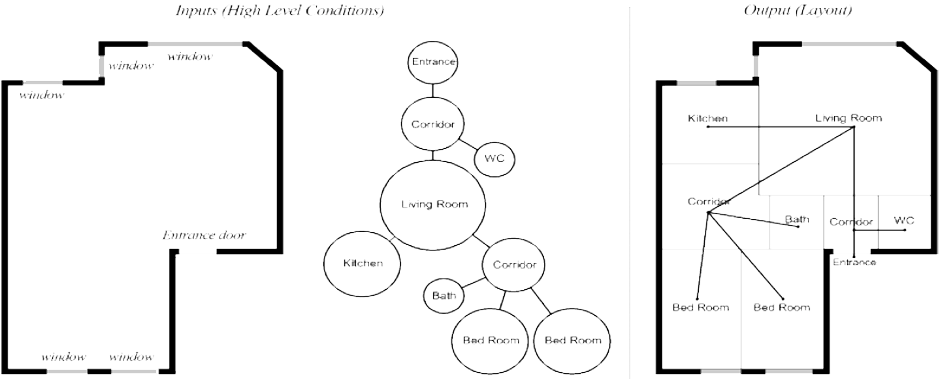 Inputs (High Level Conditions)
Output (Layout)
window
window
window
Entrance door
window
window
Entrance
Corridor
WC
Living Room
Kitchen
Corridor
Bath
Bed Room
Bed Room
Kitchen
Living Room
Corridor
Bath
Corridor
WC
Entrance
Bed Room
Bed Room